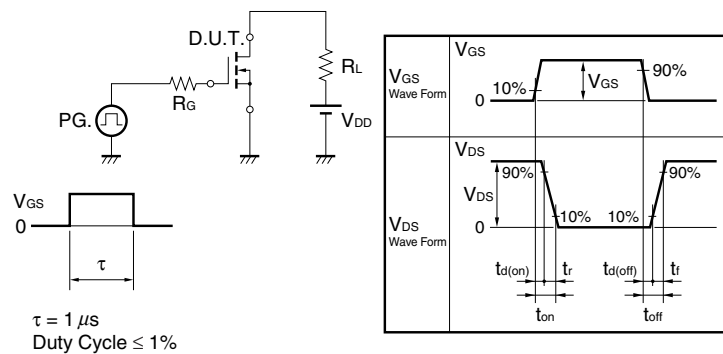 D.U.T.
RG
PG.
RL
VDD
VGS
0
τ
τ = 1 μs
Duty Cycle ≤ 1%
VGS
Wave Form
VGS
10%
0
VGS
90%
VDS
Wave Form
VDS
90%
VDS
0
10%
10%
90%
td(on)
tr
td(off)
tf
ton
toff